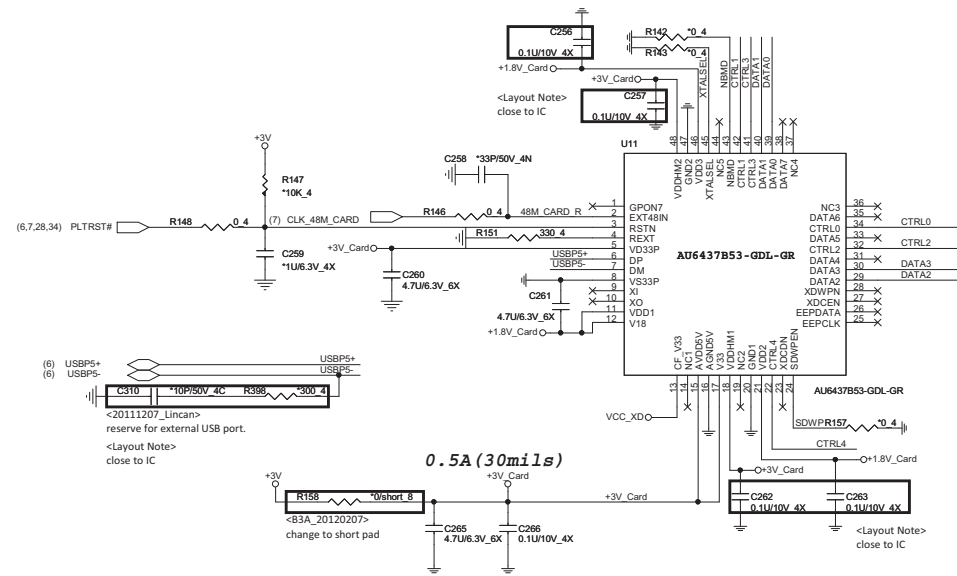 C256
0.1U/10V_4X
+1.8V_Card
R142 *0_4
R143 *0_4
+3V_Card
<Layout Note>
close to IC
C257
0.1U/10V_4X
XTALSEL
NBMD
CTRL1
CTRL3
DATA1
DATA0
48 47 46 45 44 43 42 41 40 39 38 37
U11
VDDHM2
GND2
VDD3
XTALSEL
NC5
NBMD
CTRL1
CTRL3
DATA1
DATA0
DATA7
NC4
+3V
R147
*10K_4
C258 *33P/50V_4N
(6,7,28,34) PLTRST# R148 0_4
(7) CLK_48M_CARD R146 0_4 48M_CARD_R
R151 330_4
C259
*1U/6.3V_4X
+3V_Card
C260
4.7U/6.3V_6X
USBP5+
USBP5-
C261
4.7U/6.3V_6X
+1.8V_Card
1 GPON7
2 EXT48IN
3 RSTN
4 REXT
5 VD33P
6 DP
7 DM
8 VS33P
9 XI
10 XO
11 VDD1
12 V18
AU6437B53-GDL-GR
NC3 36
DATA6 35
CTRL0 34 CTRL0
DATA5 33
CTRL2 32 CTRL2
DATA4 31
DATA3 30 DATA3
DATA2 29 DATA2
XDWPN 28
XDCEN 27
EEPDATA 26
EEPCLK 25
CF_V33
NC1
AVDD5V
AGND5V
V33
VDDHM1
NC2
GND1
VDD2
CTRL4
XDCDN
SDWPEN
13 14 15 16 17 18 19 20 21 22 23 24
AU6437B53-GDL-GR
(6) USBP5+ USBP5+
(6) USBP5- USBP5-
C310 *10P/50V_4C R398 *300_4
<20111207_Lincan>
reserve for external USB port.
<Layout Note>
close to IC
VCC_XD
SDWP R157 *0_4
CTRL4
+1.8V_Card
+3V_Card
0.5A(30mils)
+3V
+3V_Card
R158 *0/short_8
+3V_Card
<B3A_20120207>
change to short pad
C265
4.7U/6.3V_6X
C266
0.1U/10V_4X
C262
0.1U/10V_4X
C263
0.1U/10V_4X
<Layout Note>
close to IC